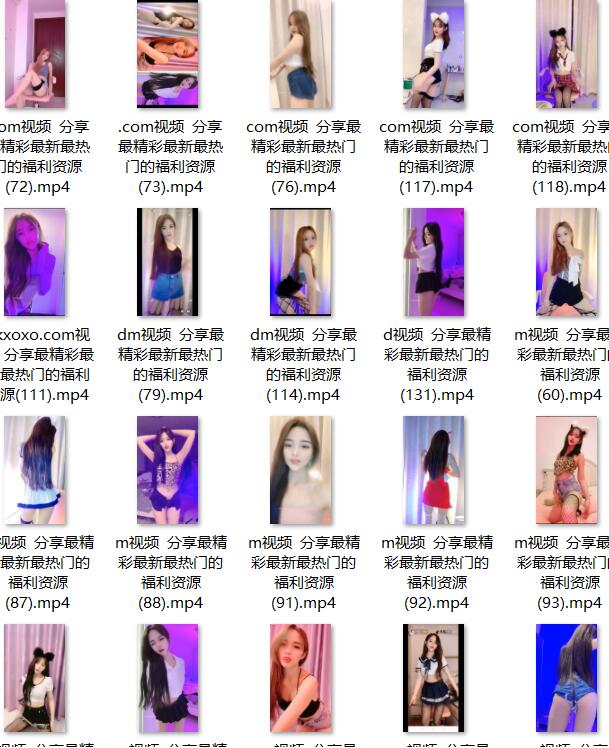 om视频 分享
精彩最新最热
门的福利资源
(72).mp4
.com视频 分享
最精彩最新最热
门的福利资源
(73).mp4
com视频 分享最
精彩最新最热门
的福利资源
(76).mp4
com视频 分享最
精彩最新最热门
的福利资源
(117).mp4
com视频 分享
精彩最新最热门
的福利资源
(118).mp4
xoxo.com视
分享最精彩最
最热门的福利
源(111).mp4
dm视频 分享最
精彩最新最热门
的福利资源
(79).mp4
dm视频 分享最
精彩最新最热门
的福利资源
(114).mp4
d视频 分享最精
彩最新最热门的
福利资源
(131).mp4
m视频 分享最
彩最新最热门的
福利资源
(60).mp4
视频 分享最精
最新最热门的
福利资源
(87).mp4
m视频 分享最精
彩最新最热门的
福利资源
(88).mp4
m视频 分享最精
彩最新最热门的
福利资源
(91).mp4
m视频 分享最精
彩最新最热门的
福利资源
(92).mp4
m视频 分享最
彩最新最热门的
福利资源
(93).mp4